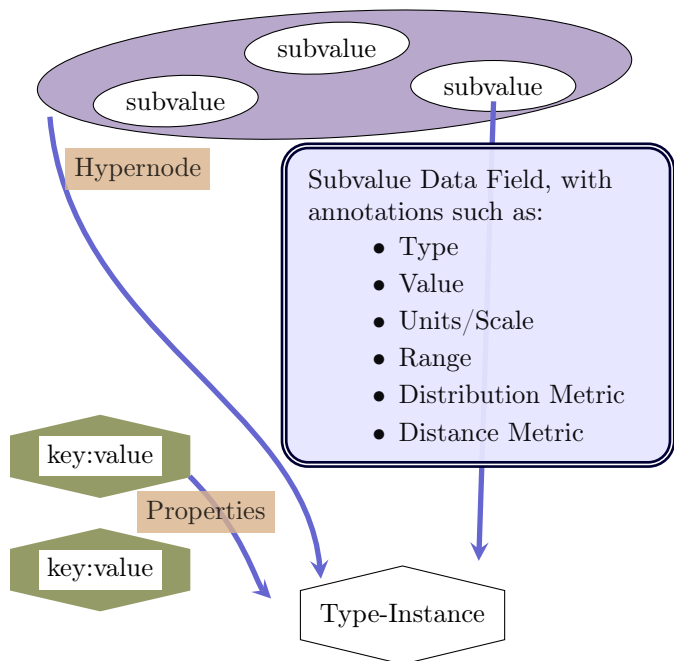 subvalue
subvalue
subvalue
Hypernode
Subvalue Data Field, with
annotations such as:
• Type
• Value
• Units/Scale
• Range
• Distribution Metric
• Distance Metric
key:value
Properties
key:value
Type-Instance